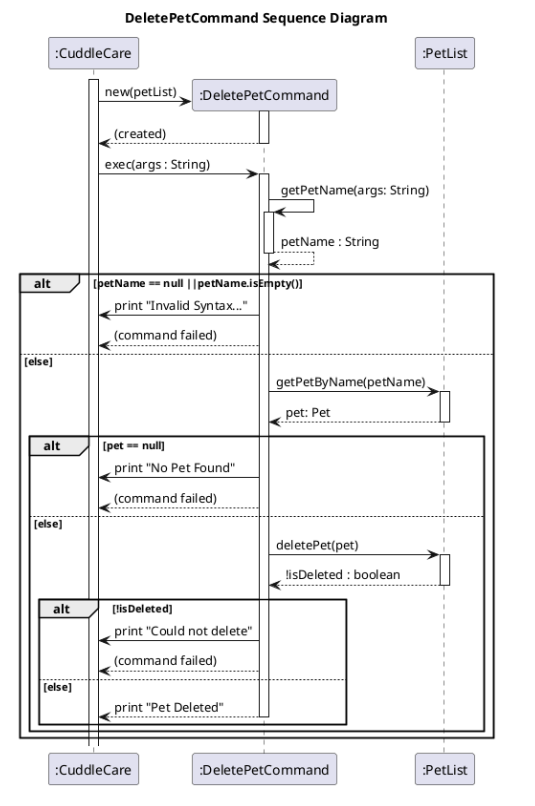 DeletePetCommand Sequence Diagram
:CuddleCare
:PetList
new(petList)
:DeletePetCommand
(created)
exec(args : String)
getPetName(args: String)
petName : String
alt [petName == null ||petName.isEmpty()]
print "Invalid Syntax..."
(command failed)
[else]
getPetByName(petName)
pet: Pet
alt [pet == null]
print "No Pet Found"
(command failed)
[else]
deletePet(pet)
!isDeleted : boolean
alt [!isDeleted]
print "Could not delete"
(command failed)
[else]
print "Pet Deleted"
:CuddleCare
:DeletePetCommand
:PetList